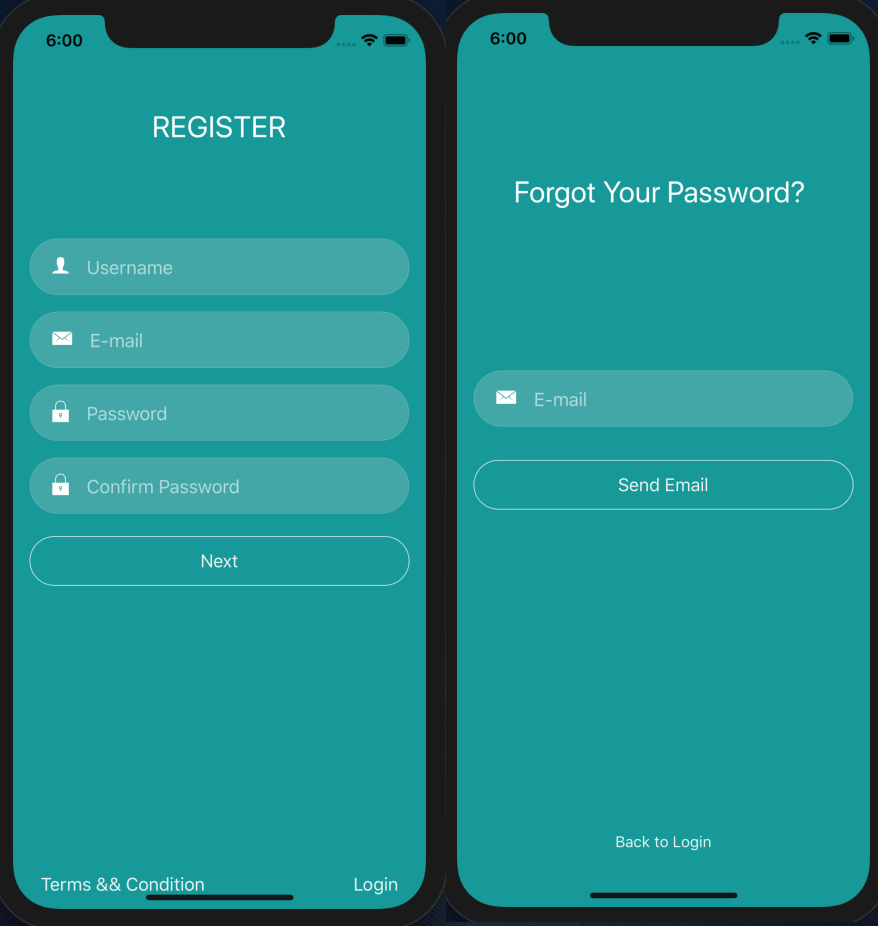 6:00
REGISTER
Username
E-mail
Password
Confirm Password
Next
Terms && Condition
Login
6:00
Forgot Your Password?
E-mail
Send Email
Back to Login